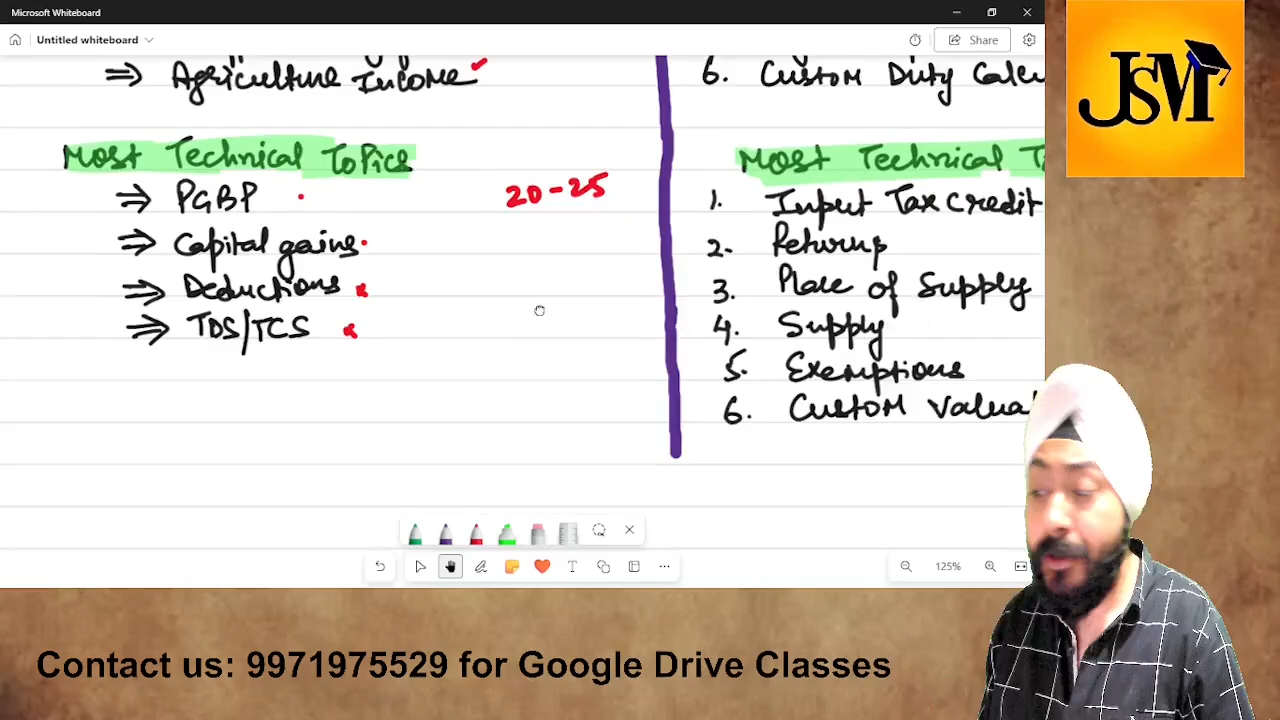 Microsoft Whiteboard
Untitled whiteboard
Share
⇒ Agriculture Income
Most Technical Topics
⇒ PGBP
20-25
⇒ Capital gains
⇒ Deductions
⇒ TDS/TCS
6. Custom Duty Calcu
Most Technical T
1. Input Tax Credit
2. Returns
3. Place of Supply
4. Supply
5. Exemptions
6. Custom Valua
125%
JSM
Contact us: 9971975529 for Google Drive Classes